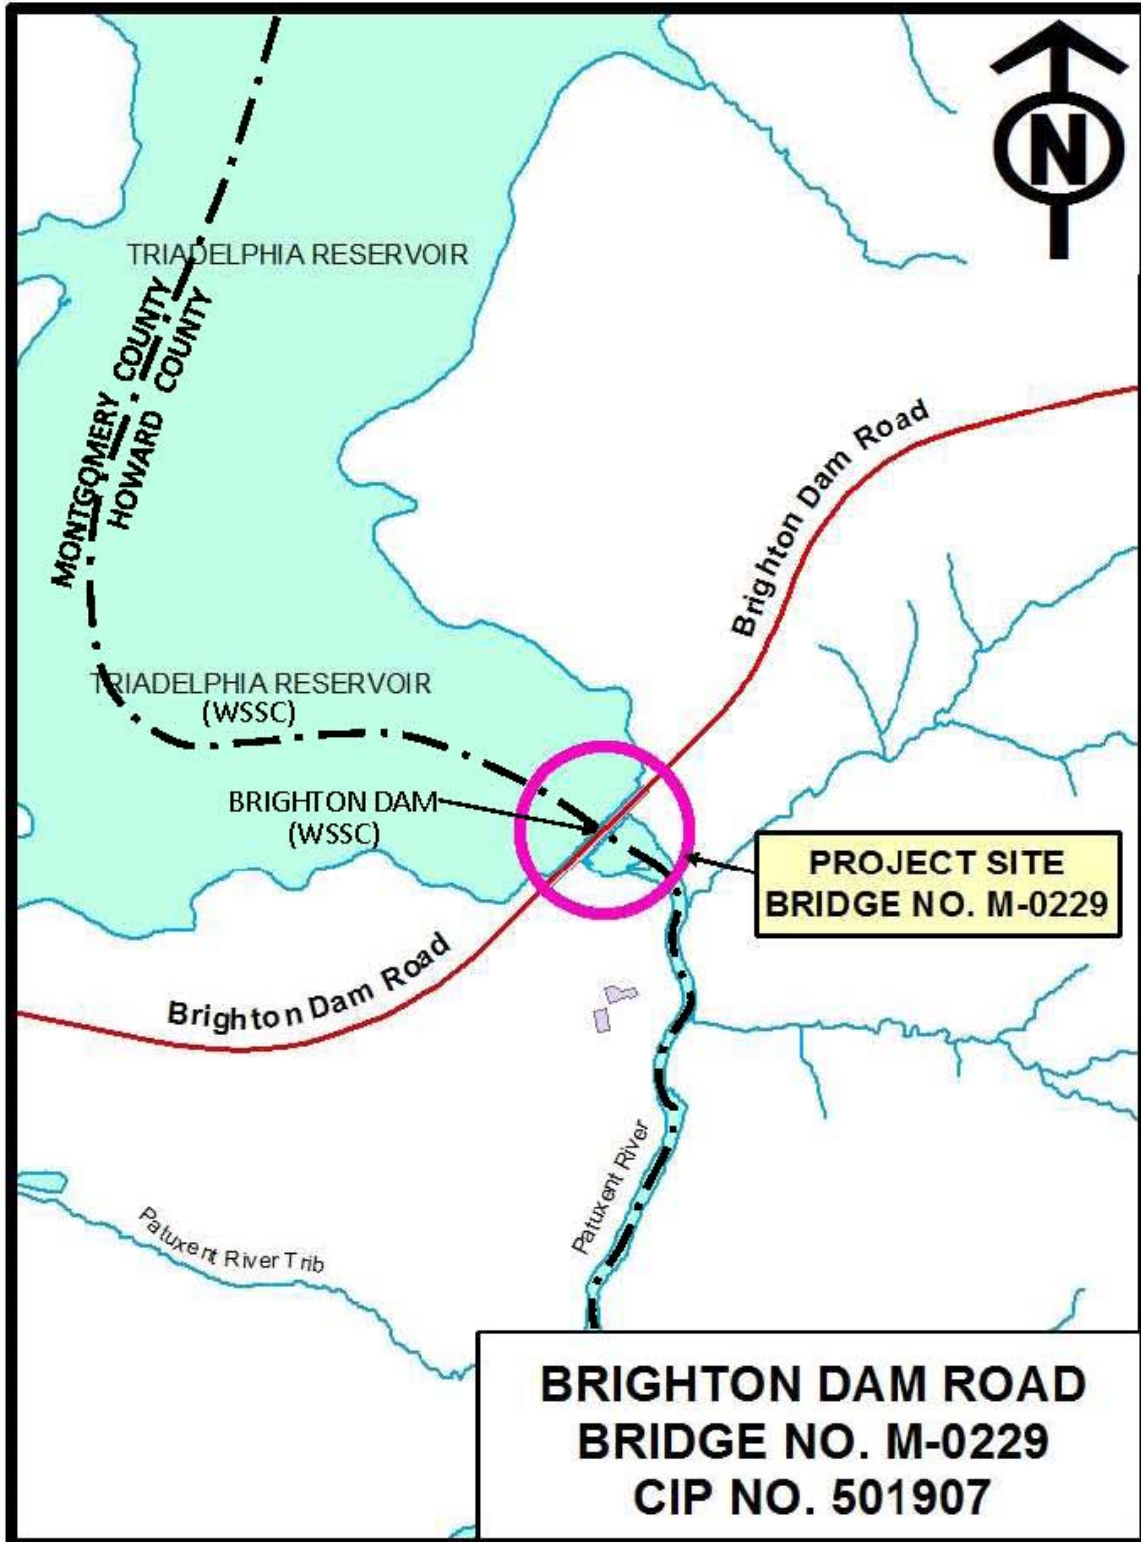 N
TRIADELPHIA RESERVOIR
MONTGOMERY COUNTY
HOWARD COUNTY
Brighton Dam Road
TRIADELPHIA RESERVOIR
(WSSC)
BRIGHTON DAM
(WSSC)
PROJECT SITE
BRIDGE NO. M-0229
Brighton Dam Road
Patuxent River
Patuxent River Trib
BRIGHTON DAM ROAD
BRIDGE NO. M-0229
CIP NO. 501907